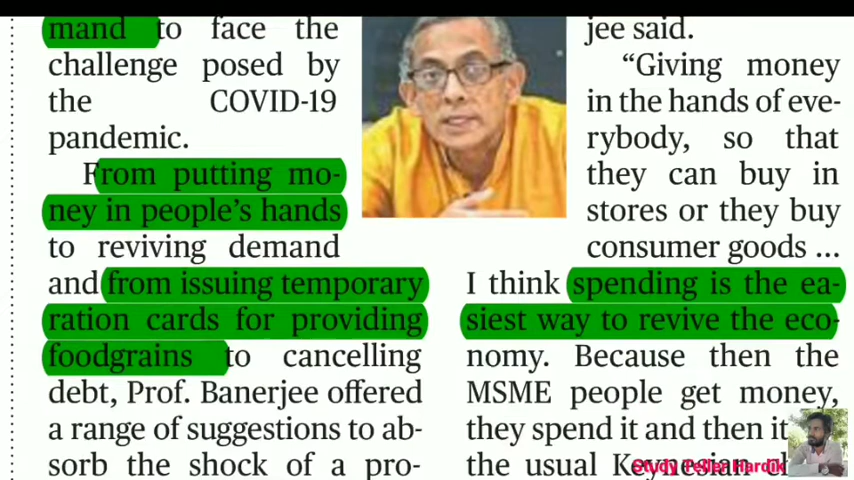 mand to face the
challenge posed by
the COVID-19
pandemic.
From putting mo-
ney in people's hands
to reviving demand
and from issuing temporary
ration cards for providing
foodgrains to cancelling
debt, Prof. Banerjee offered
a range of suggestions to ab-
sorb the shock of a pro-
jee said.
“Giving money
in the hands of eve-
rybody, so that
they can buy in
stores or they buy
consumer goods ...
I think spending is the ea-
siest way to revive the eco-
nomy. Because then the
MSME people get money,
they spend it and then it
the usual Keynesian
Study Teller Hardik